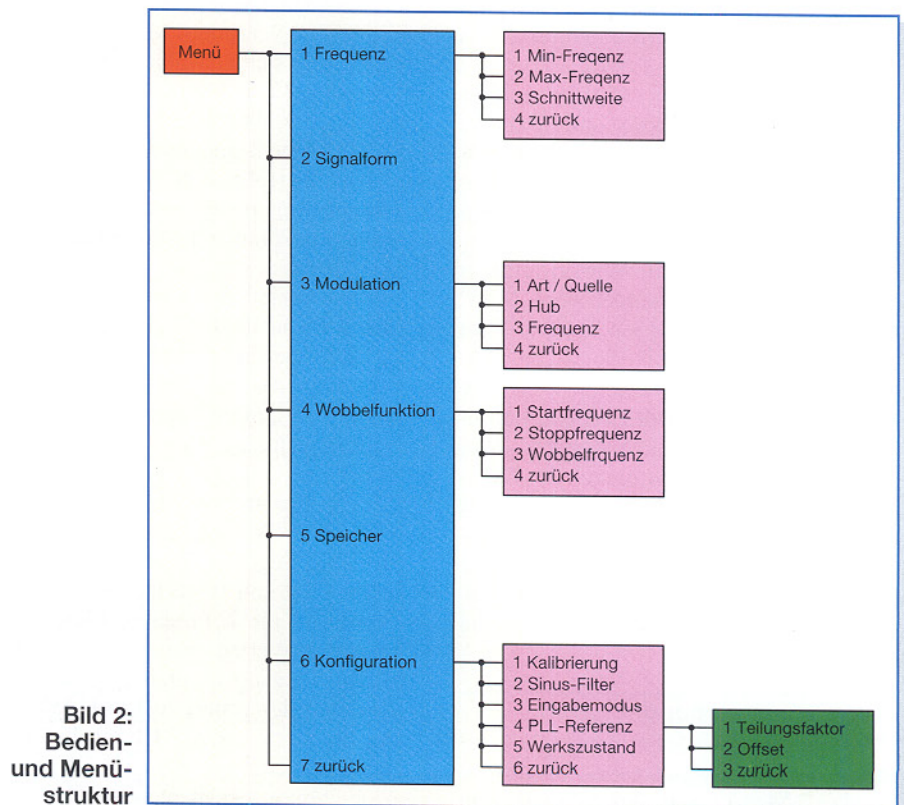 Menü
1 Frequenz
1 Min-Freqenz
2 Max-Freqenz
3 Schnittweite
4 zurück
2 Signalform
3 Modulation
1 Art / Quelle
2 Hub
3 Frequenz
4 zurück
4 Wobbelfunktion
1 Startfrequenz
2 Stoppfrequenz
3 Wobbelfrquenz
4 zurück
5 Speicher
6 Konfiguration
1 Kalibrierung
2 Sinus-Filter
3 Eingabemodus
4 PLL-Referenz
5 Werkszustand
6 zurück
1 Teilungsfaktor
2 Offset
3 zurück
7 zurück
Bild 2:
Bedien-
und Menü-
struktur